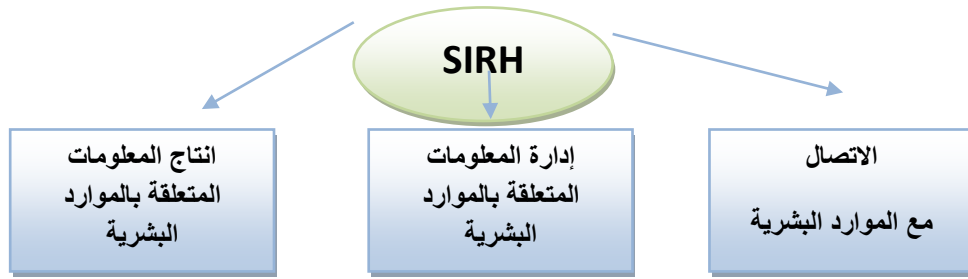 SIRH
الاتصال
مع الموارد البشرية
إدارة المعلومات
المتعلقة بالموارد
البشرية
انتاج المعلومات
المتعلقة بالموارد
البشرية